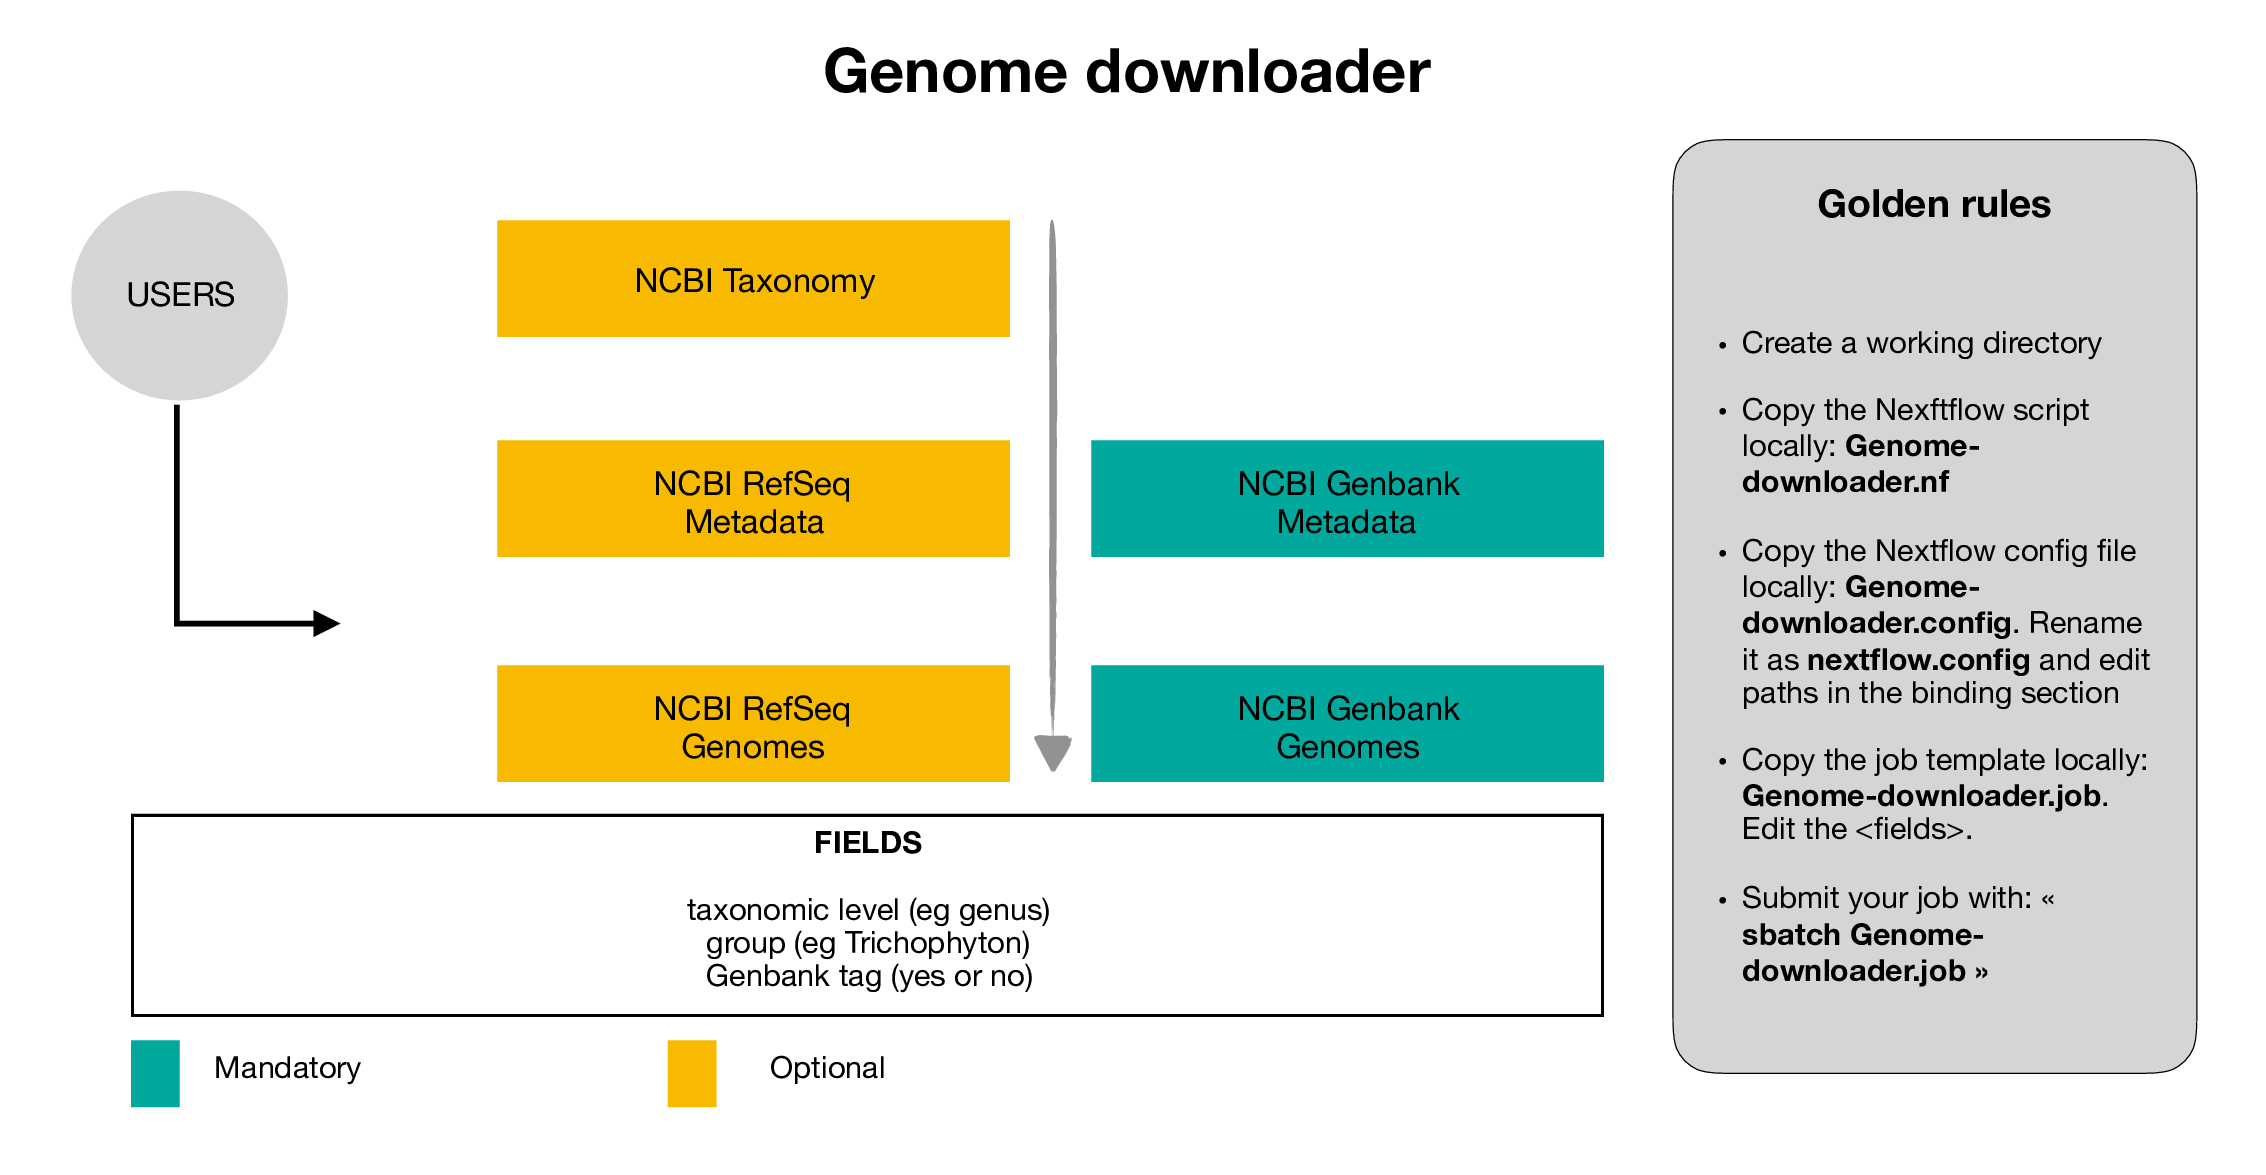 Genome downloader
USERS
NCBI Taxonomy
NCBI RefSeq
Metadata
NCBI Genbank
Metadata
NCBI RefSeq
Genomes
NCBI Genbank
Genomes
FIELDS
taxonomic level (eg genus)
group (eg Trichophyton)
Genbank tag (yes or no)
Mandatory
Optional
Golden rules
• Create a working directory
• Copy the Nexftflow script
locally: Genome-
downloader.nf
• Copy the Nextflow config file
locally: Genome-
downloader.config. Rename
it as nextflow.config and edit
paths in the binding section
• Copy the job template locally:
Genome-downloader.job.
Edit the <fields>.
• Submit your job with: «
sbatch Genome-
downloader.job »